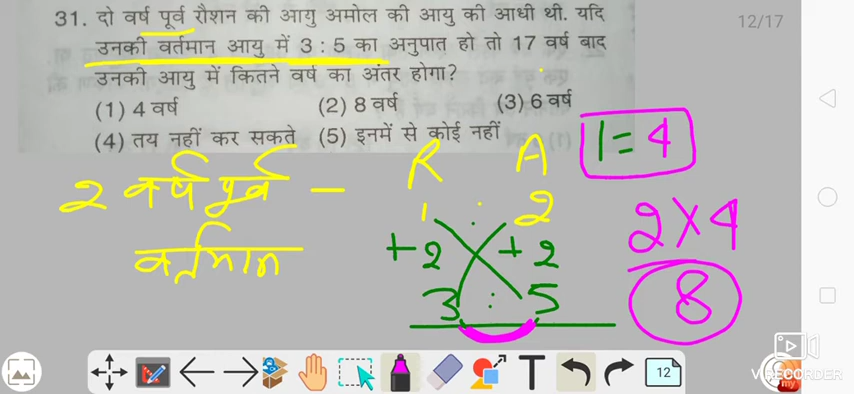 31. दो वर्ष पूर्व रौशन की आयु अमोल की आयु की आधी थी. यदि
12/17
उनकी वर्तमान आयु में 3 : 5 का अनुपात हो तो 17 वर्ष बाद
उनकी आयु में कितने वर्ष का अंतर होगा?
(1) 4 वर्ष (2) 8 वर्ष (3) 6 वर्ष
(4) तय नहीं कर सकते (5) इनमें से कोई नहीं
1 = 4
R A
2 वर्ष पूर्व – 1 : 2
2 × 4
वर्तमान +2 +2
3 : 5
8
T
12
VIDEO RECORDER
my